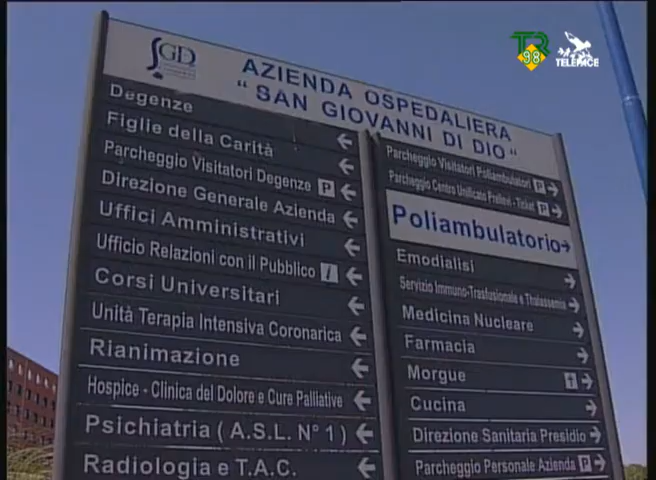 TR 98
TELEPACE
SGD
AZIENDA OSPEDALIERA
"SAN GIOVANNI DI DIO"
Degenze
Figlie della Carità
Parcheggio Visitatori Degenze P
Direzione Generale Azienda
Uffici Amministrativi
Ufficio Relazioni con il Pubblico i
Corsi Universitari
Unità Terapia Intensiva Coronarica
Rianimazione
Hospice - Clinica del Dolore e Cure Palliative
Psichiatria ( A.S.L. N° 1 )
Radiologia e T.A.C.
Parcheggio Visitatori Poliambulatori P
Parcheggio Centro Unificato Prelievi - Ticket P
Poliambulatorio
Emodialisi
Servizio Immuno-Trasfusionale e Thalassemia
Medicina Nucleare
Farmacia
Morgue
Cucina
Direzione Sanitaria Presidio
Parcheggio Personale Azienda P